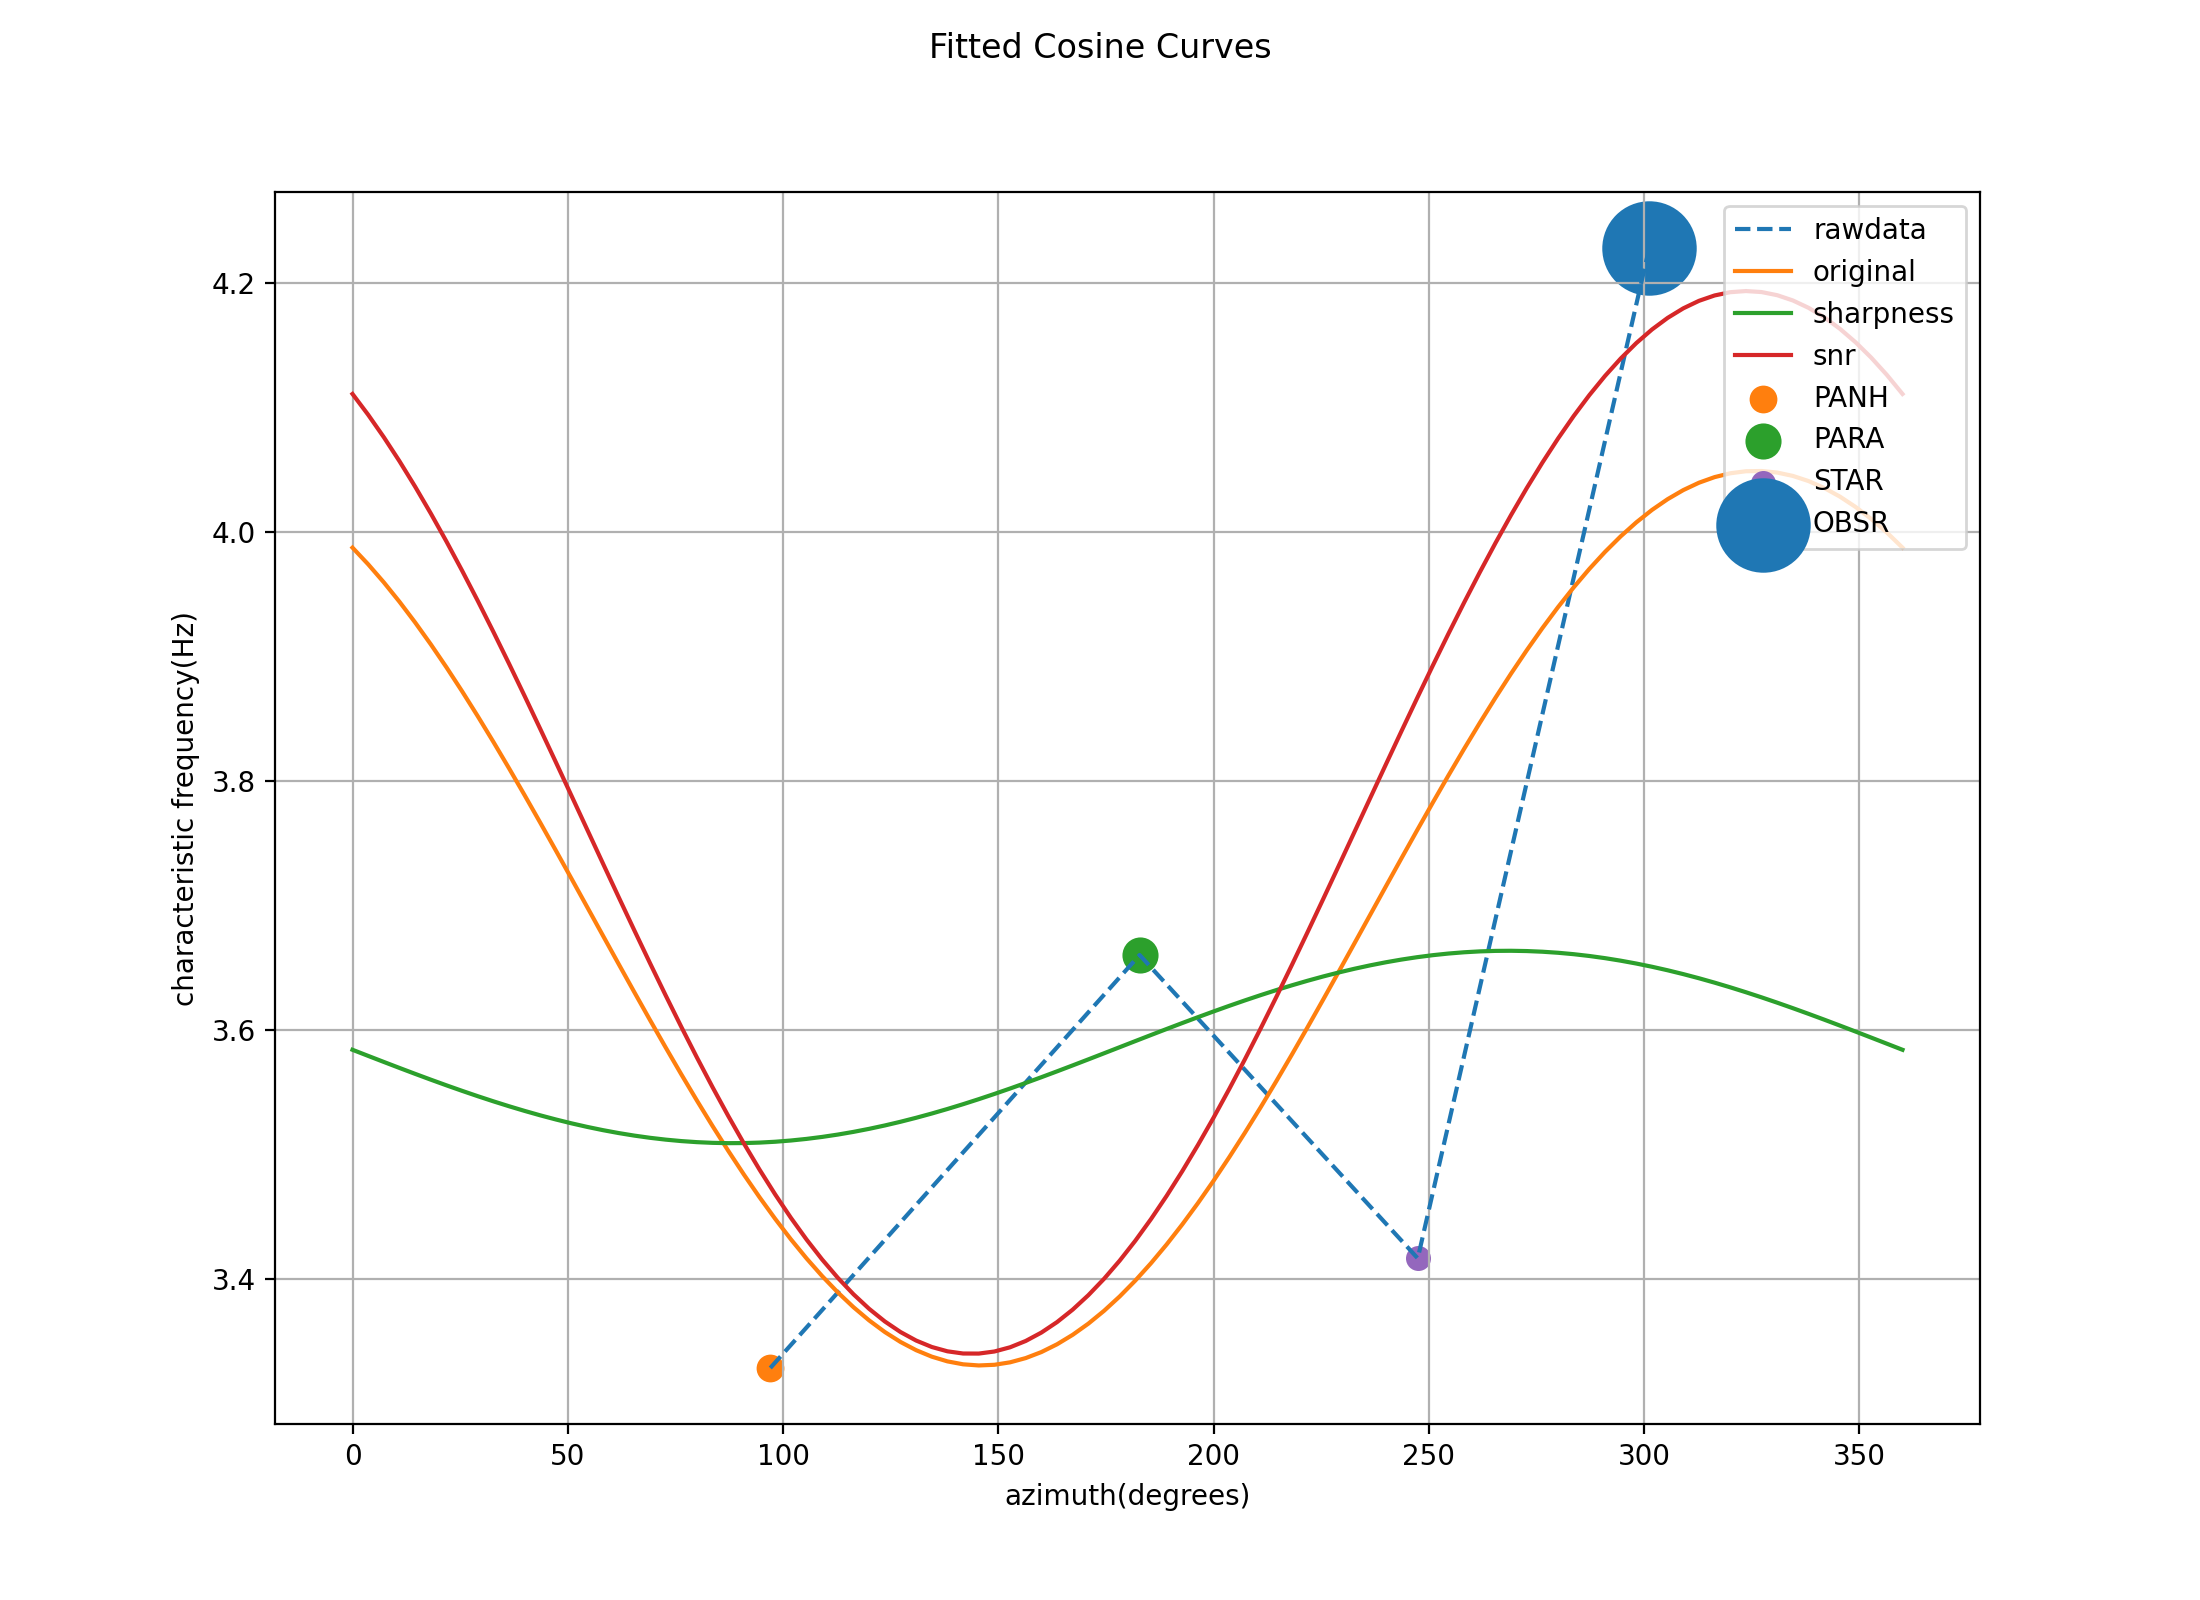 Fitted Cosine Curves
rawdata
original
sharpness
snr
PANH
PARA
STAR
OBSR
characteristic frequency(Hz)
4.2
4.0
3.8
3.6
3.4
0 50 100 150 200 250 300 350
azimuth(degrees)